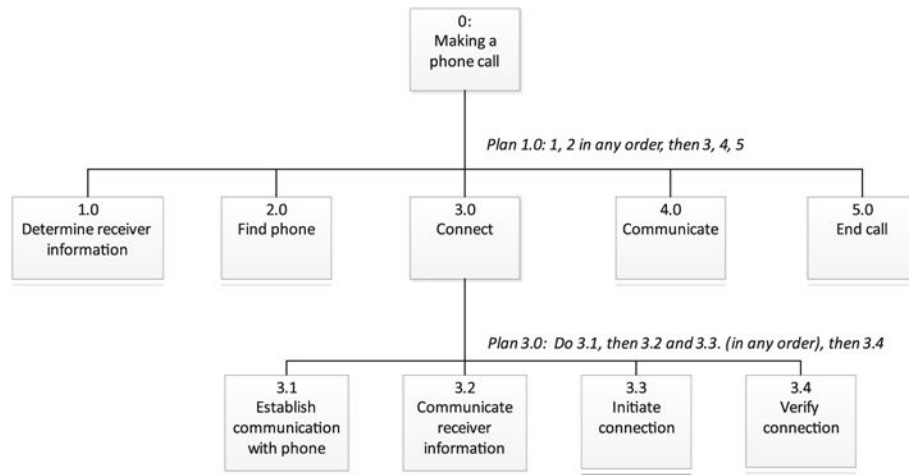 0:
Making a
phone call
Plan 1.0: 1, 2 in any order, then 3, 4, 5
1.0
Determine receiver
information
2.0
Find phone
3.0
Connect
4.0
Communicate
5.0
End call
Plan 3.0: Do 3.1, then 3.2 and 3.3. (in any order), then 3.4
3.1
Establish
communication
with phone
3.2
Communicate
receiver
information
3.3
Initiate
connection
3.4
Verify
connection